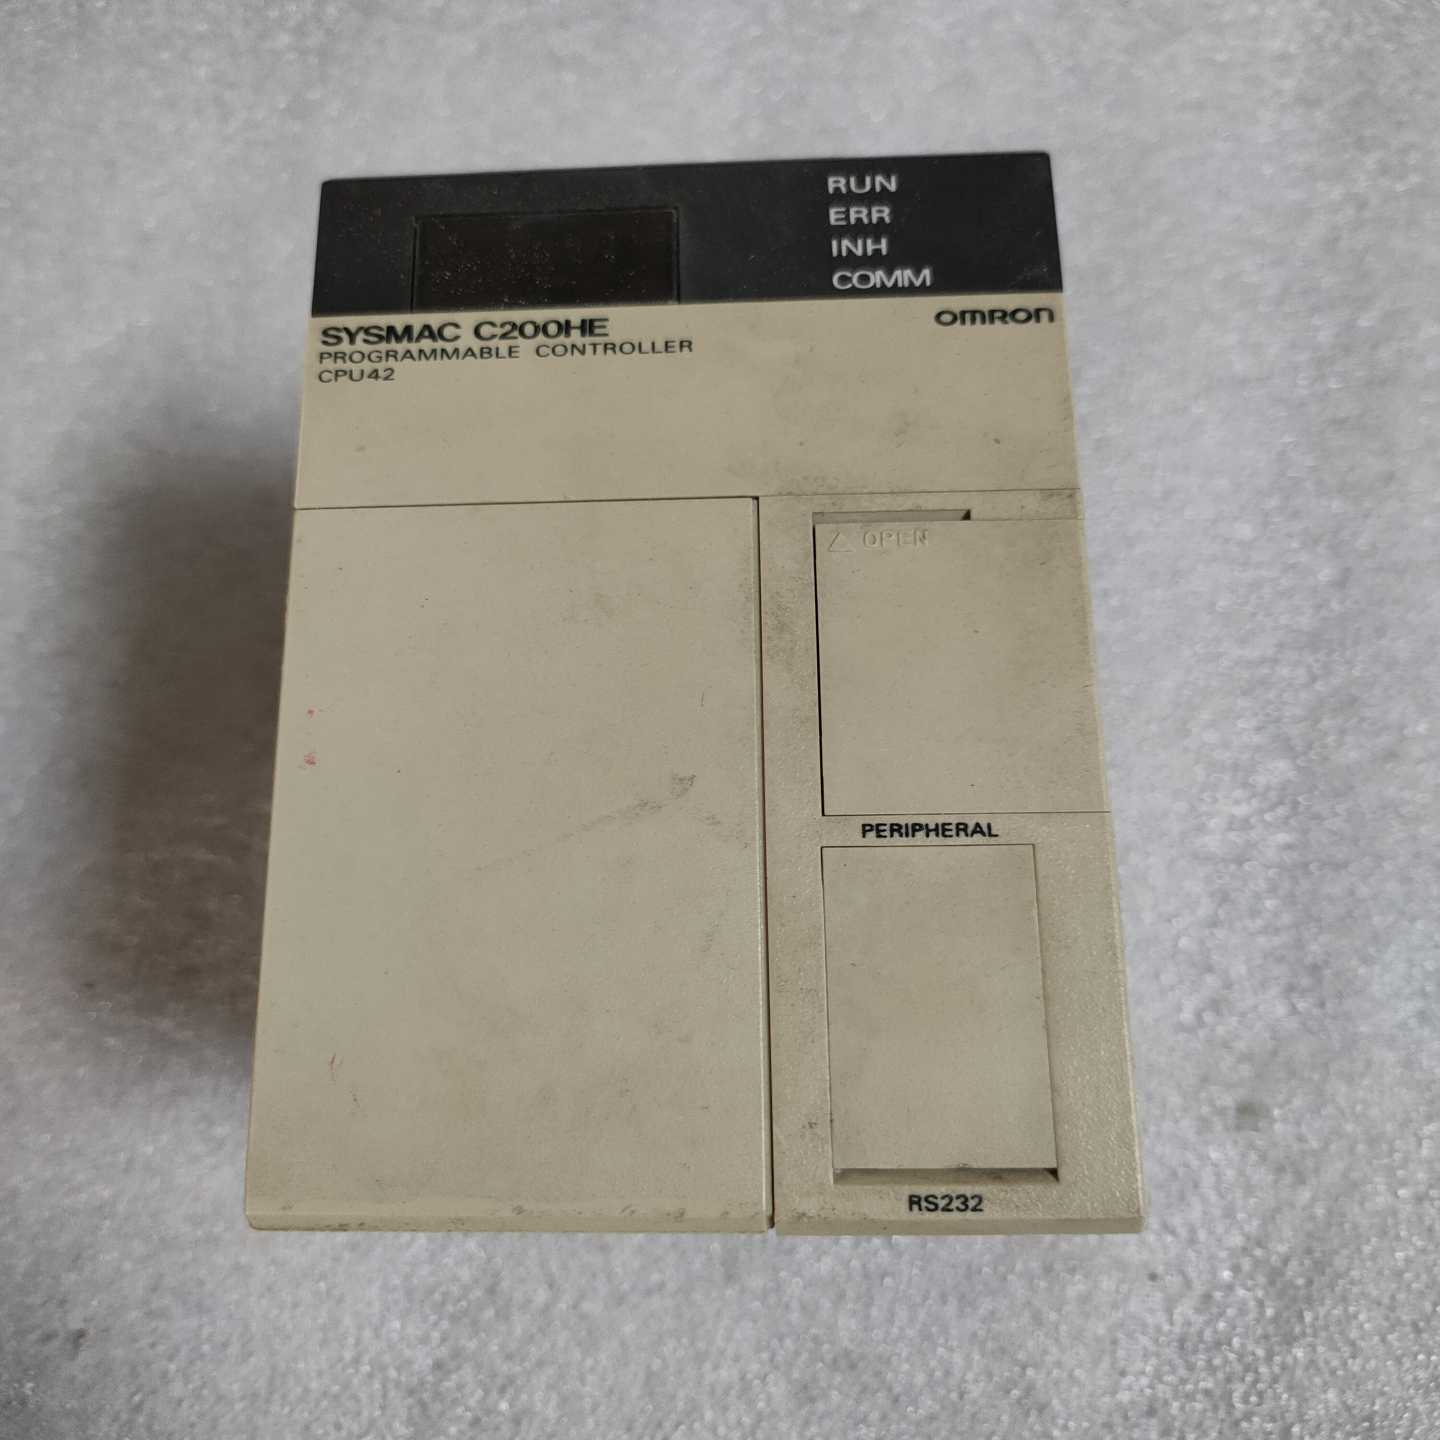 RUN
ERR
INH
COMM
SYSMAC C200HE
omron
PROGRAMMABLE CONTROLLER
CPU42
OPEN
PERIPHERAL
RS232